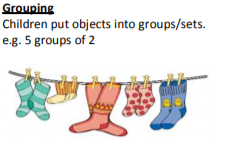 Grouping
Children put objects into groups/sets.
e.g. 5 groups of 2